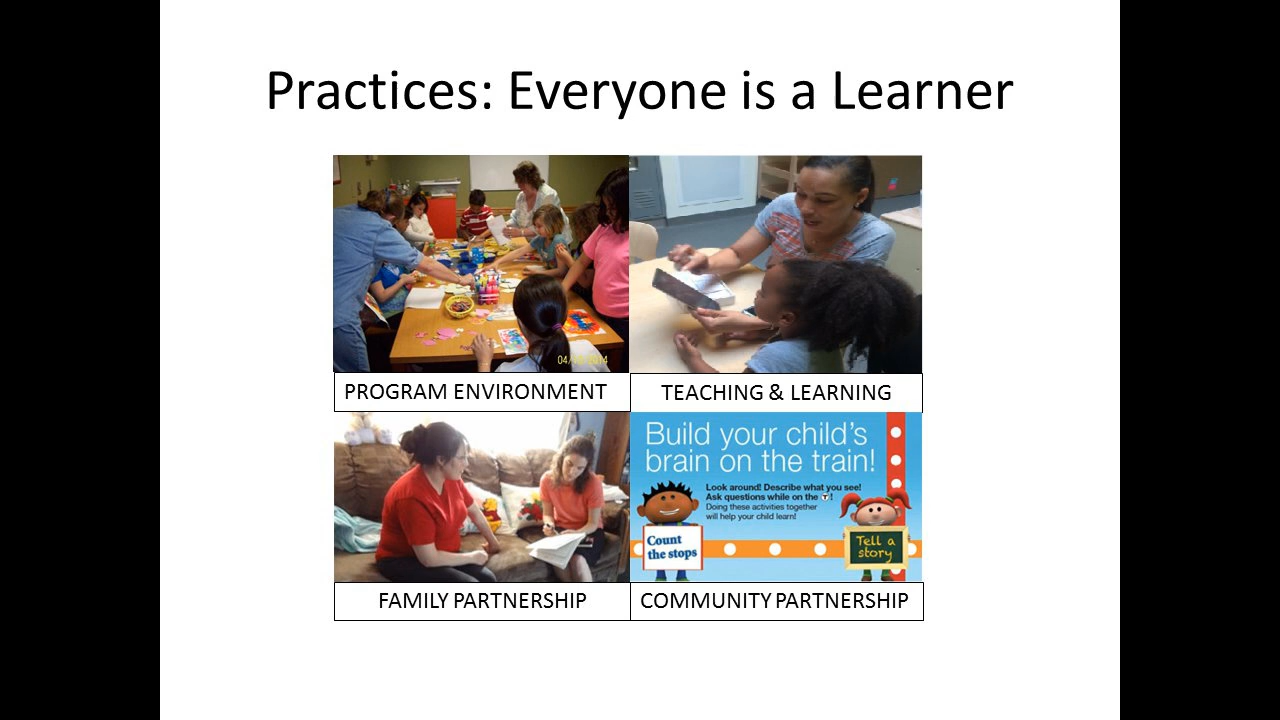 Practices: Everyone is a Learner
PROGRAM ENVIRONMENT
TEACHING & LEARNING
Build your child's
brain on the train!
Look around! Describe what you see!
Ask questions while on the T!
Doing these activities together
will help your child learn!
Count
the stops
Tell a
story
FAMILY PARTNERSHIP
COMMUNITY PARTNERSHIP